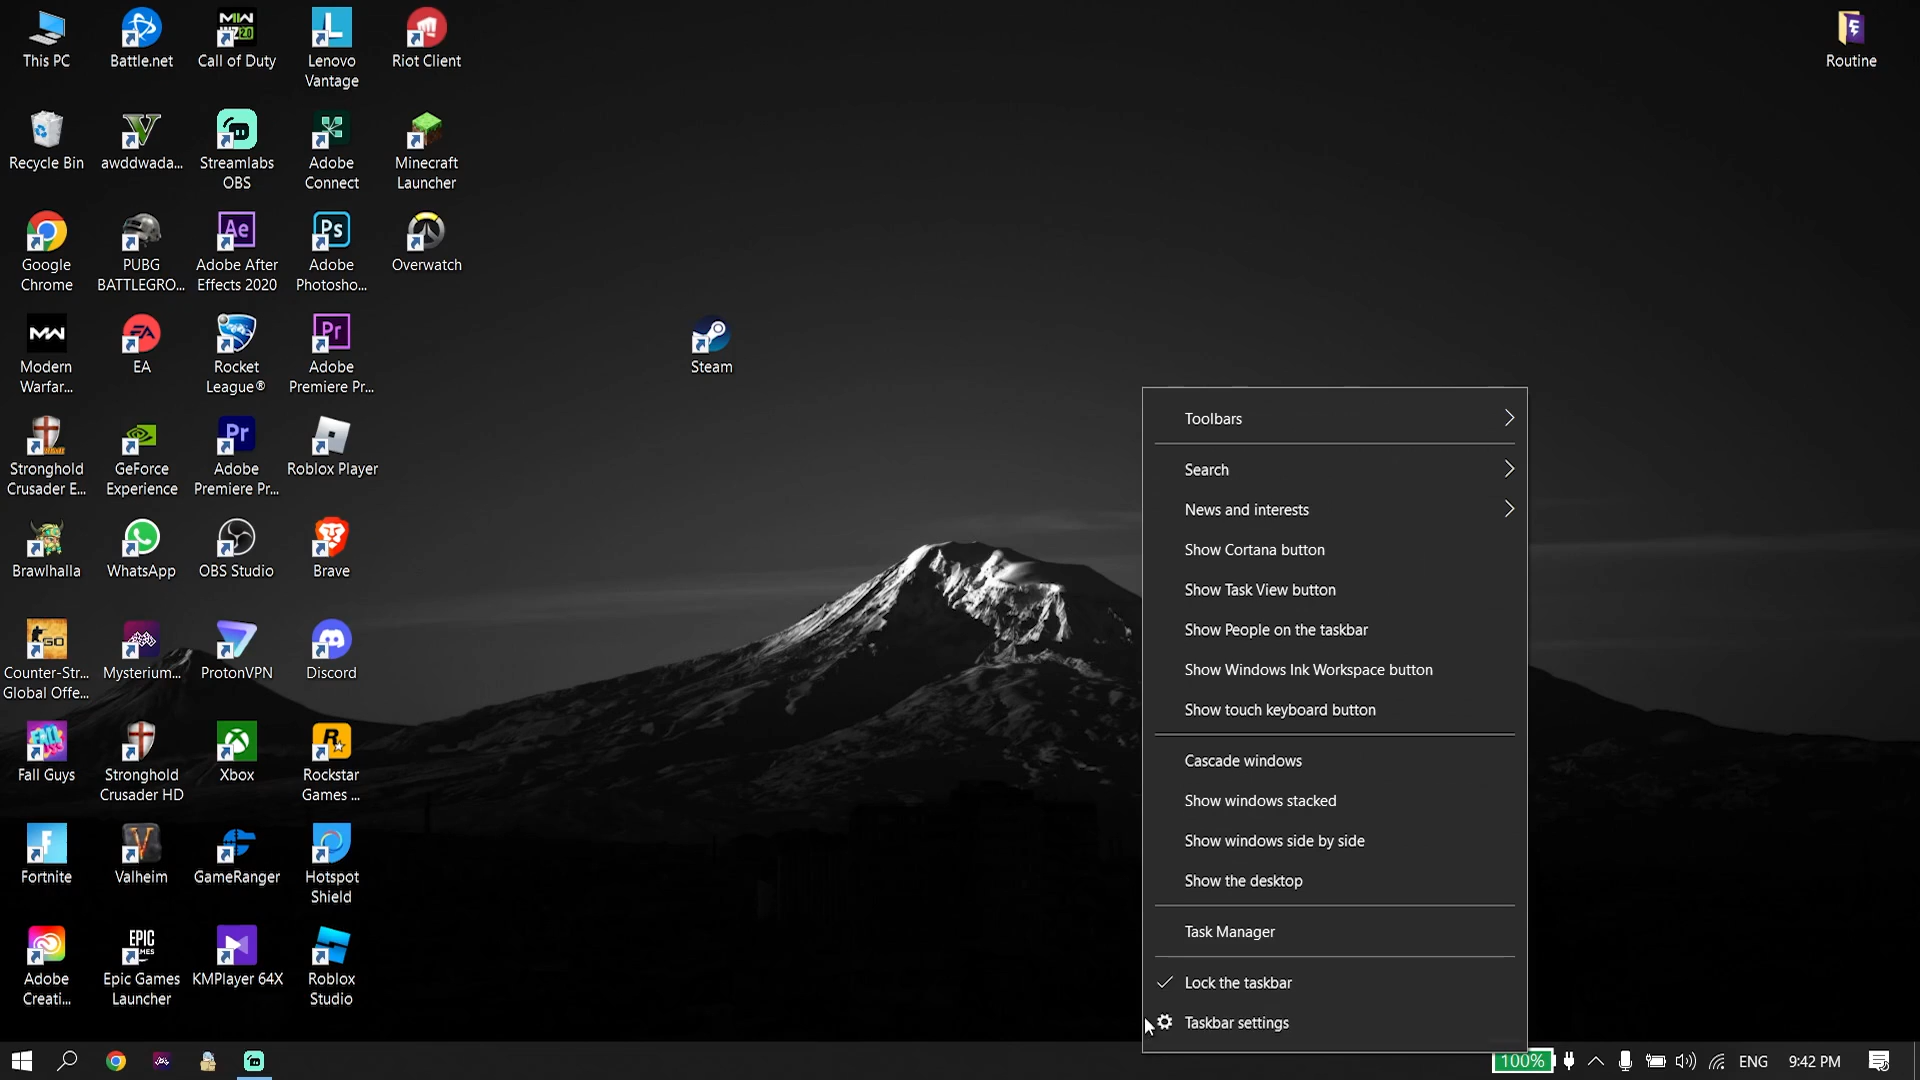 This PC
Battle.net
Call of Duty
Lenovo
Vantage
Riot Client
Routine
Recycle Bin
awddwada...
Streamlabs
OBS
Adobe
Connect
Minecraft
Launcher
Google
Chrome
PUBG
BATTLEGRO...
Adobe After
Effects 2020
Adobe
Photosho...
Overwatch
Modern
Warfar...
EA
Rocket
League®
Adobe
Premiere Pr...
Steam
Stronghold
Crusader E...
GeForce
Experience
Adobe
Premiere Pr...
Roblox Player
Brawlhalla
WhatsApp
OBS Studio
Brave
Counter-Str...
Global Offe...
Mysterium...
ProtonVPN
Discord
Fall Guys
Stronghold
Crusader HD
Xbox
Rockstar
Games ...
Fortnite
Valheim
GameRanger
Hotspot
Shield
Adobe
Creati...
Epic Games
Launcher
KMPlayer 64X
Roblox
Studio
Toolbars
Search
News and interests
Show Cortana button
Show Task View button
Show People on the taskbar
Show Windows Ink Workspace button
Show touch keyboard button
Cascade windows
Show windows stacked
Show windows side by side
Show the desktop
Task Manager
Lock the taskbar
Taskbar settings
100%
ENG
9:42 PM